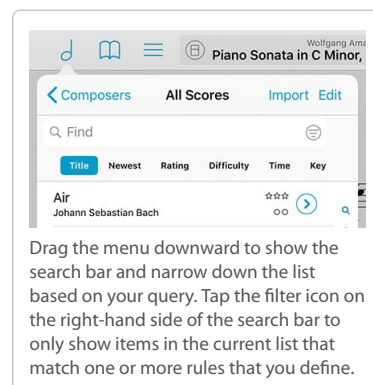 Wolfgang Ama
Piano Sonata in C Minor,
Composers All Scores Import Edit
Find
Title Newest Rating Difficulty Time Key
Air
Johann Sebastian Bach
Drag the menu downward to show the
search bar and narrow down the list
based on your query. Tap the filter icon on
the right-hand side of the search bar to
only show items in the current list that
match one or more rules that you define.